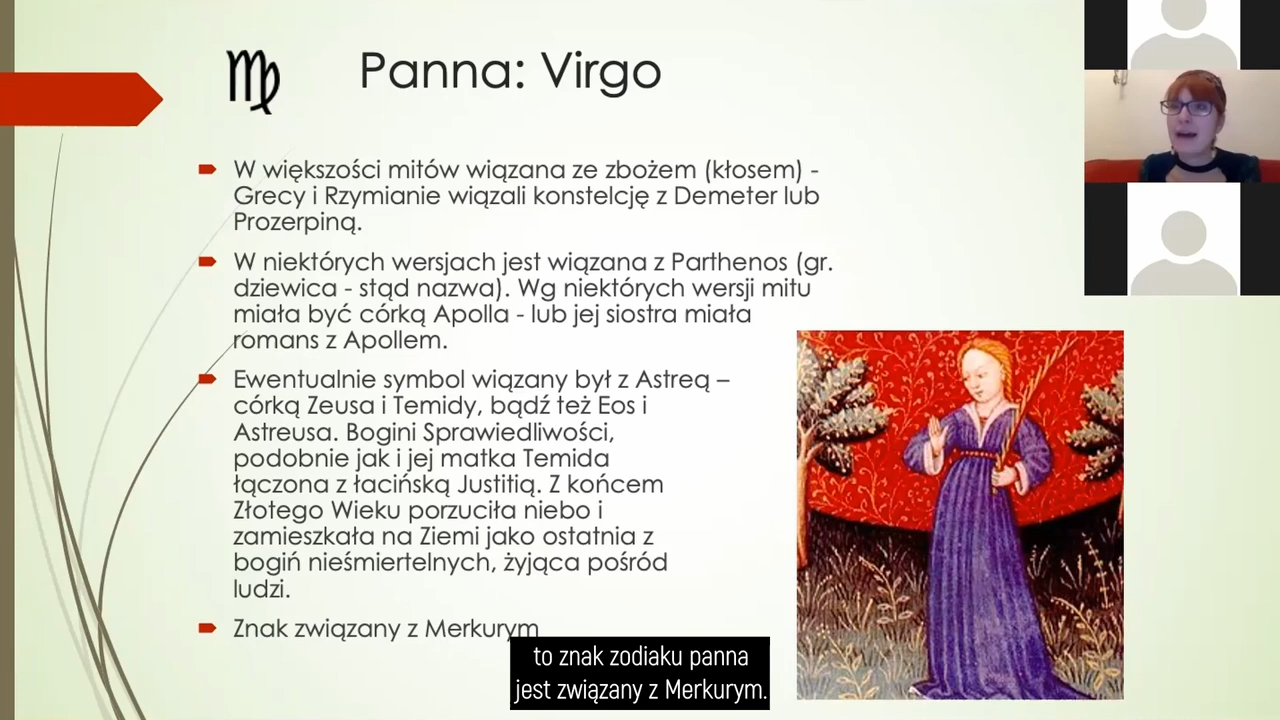 ♍ Panna: Virgo
W większości mitów wiązana ze zbożem (kłosem) -
Grecy i Rzymianie wiązali konstelcję z Demeter lub
Prozerpiną.
W niektórych wersjach jest wiązana z Parthenos (gr.
dziewica - stąd nazwa). Wg niektórych wersji mitu
miała być córką Apolla - lub jej siostra miała
romans z Apollem.
Ewentualnie symbol wiązany był z Astreą –
córką Zeusa i Temidy, bądź też Eos i
Astreusa. Bogini Sprawiedliwości,
podobnie jak i jej matka Temida
łączona z łacińską Justitią. Z końcem
Złotego Wieku porzuciła niebo i
zamieszkała na Ziemi jako ostatnia z
bogiń nieśmiertelnych, żyjąca pośród
ludzi.
Znak związany z Merkurym
to znak zodiaku panna
jest związany z Merkurym.